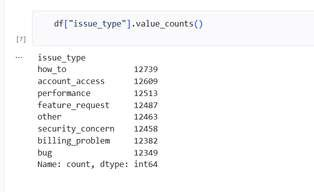 df["issue_type"].value_counts()
[7]
... issue_type
how_to 12739
account_access 12609
performance 12513
feature_request 12487
other 12463
security_concern 12458
billing_problem 12382
bug 12349
Name: count, dtype: int64